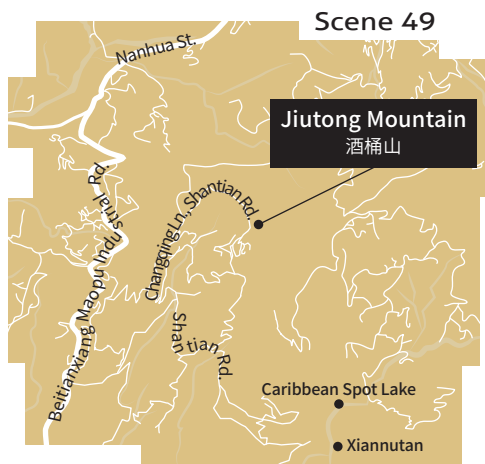 Scene 49
Nanhua St.
Jiutong Mountain
酒桶山
Beitianxiang Maopu Industrial Rd.
Changqing Ln., Shantian Rd.
Shantian Rd.
Caribbean Spot Lake
Xiannutan